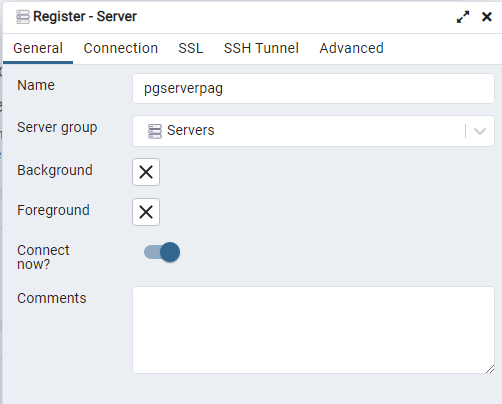 Register - Server
General Connection SSL SSH Tunnel Advanced
Name pgserverpag
Server group Servers
Background
Foreground
Connect
now?
Comments